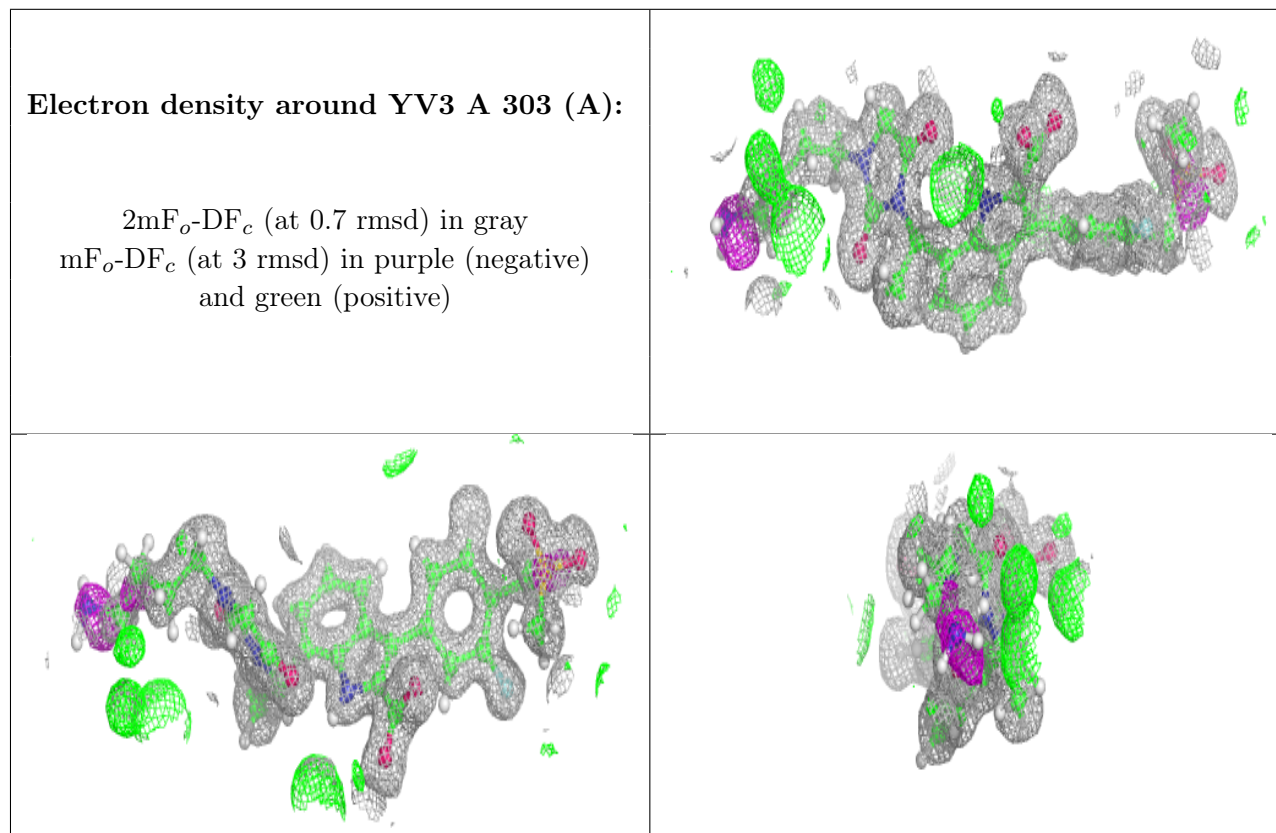 Electron density around YV3 A 303 (A):
2mFₒ-DF𝒸 (at 0.7 rmsd) in gray
mFₒ-DF𝒸 (at 3 rmsd) in purple (negative)
and green (positive)